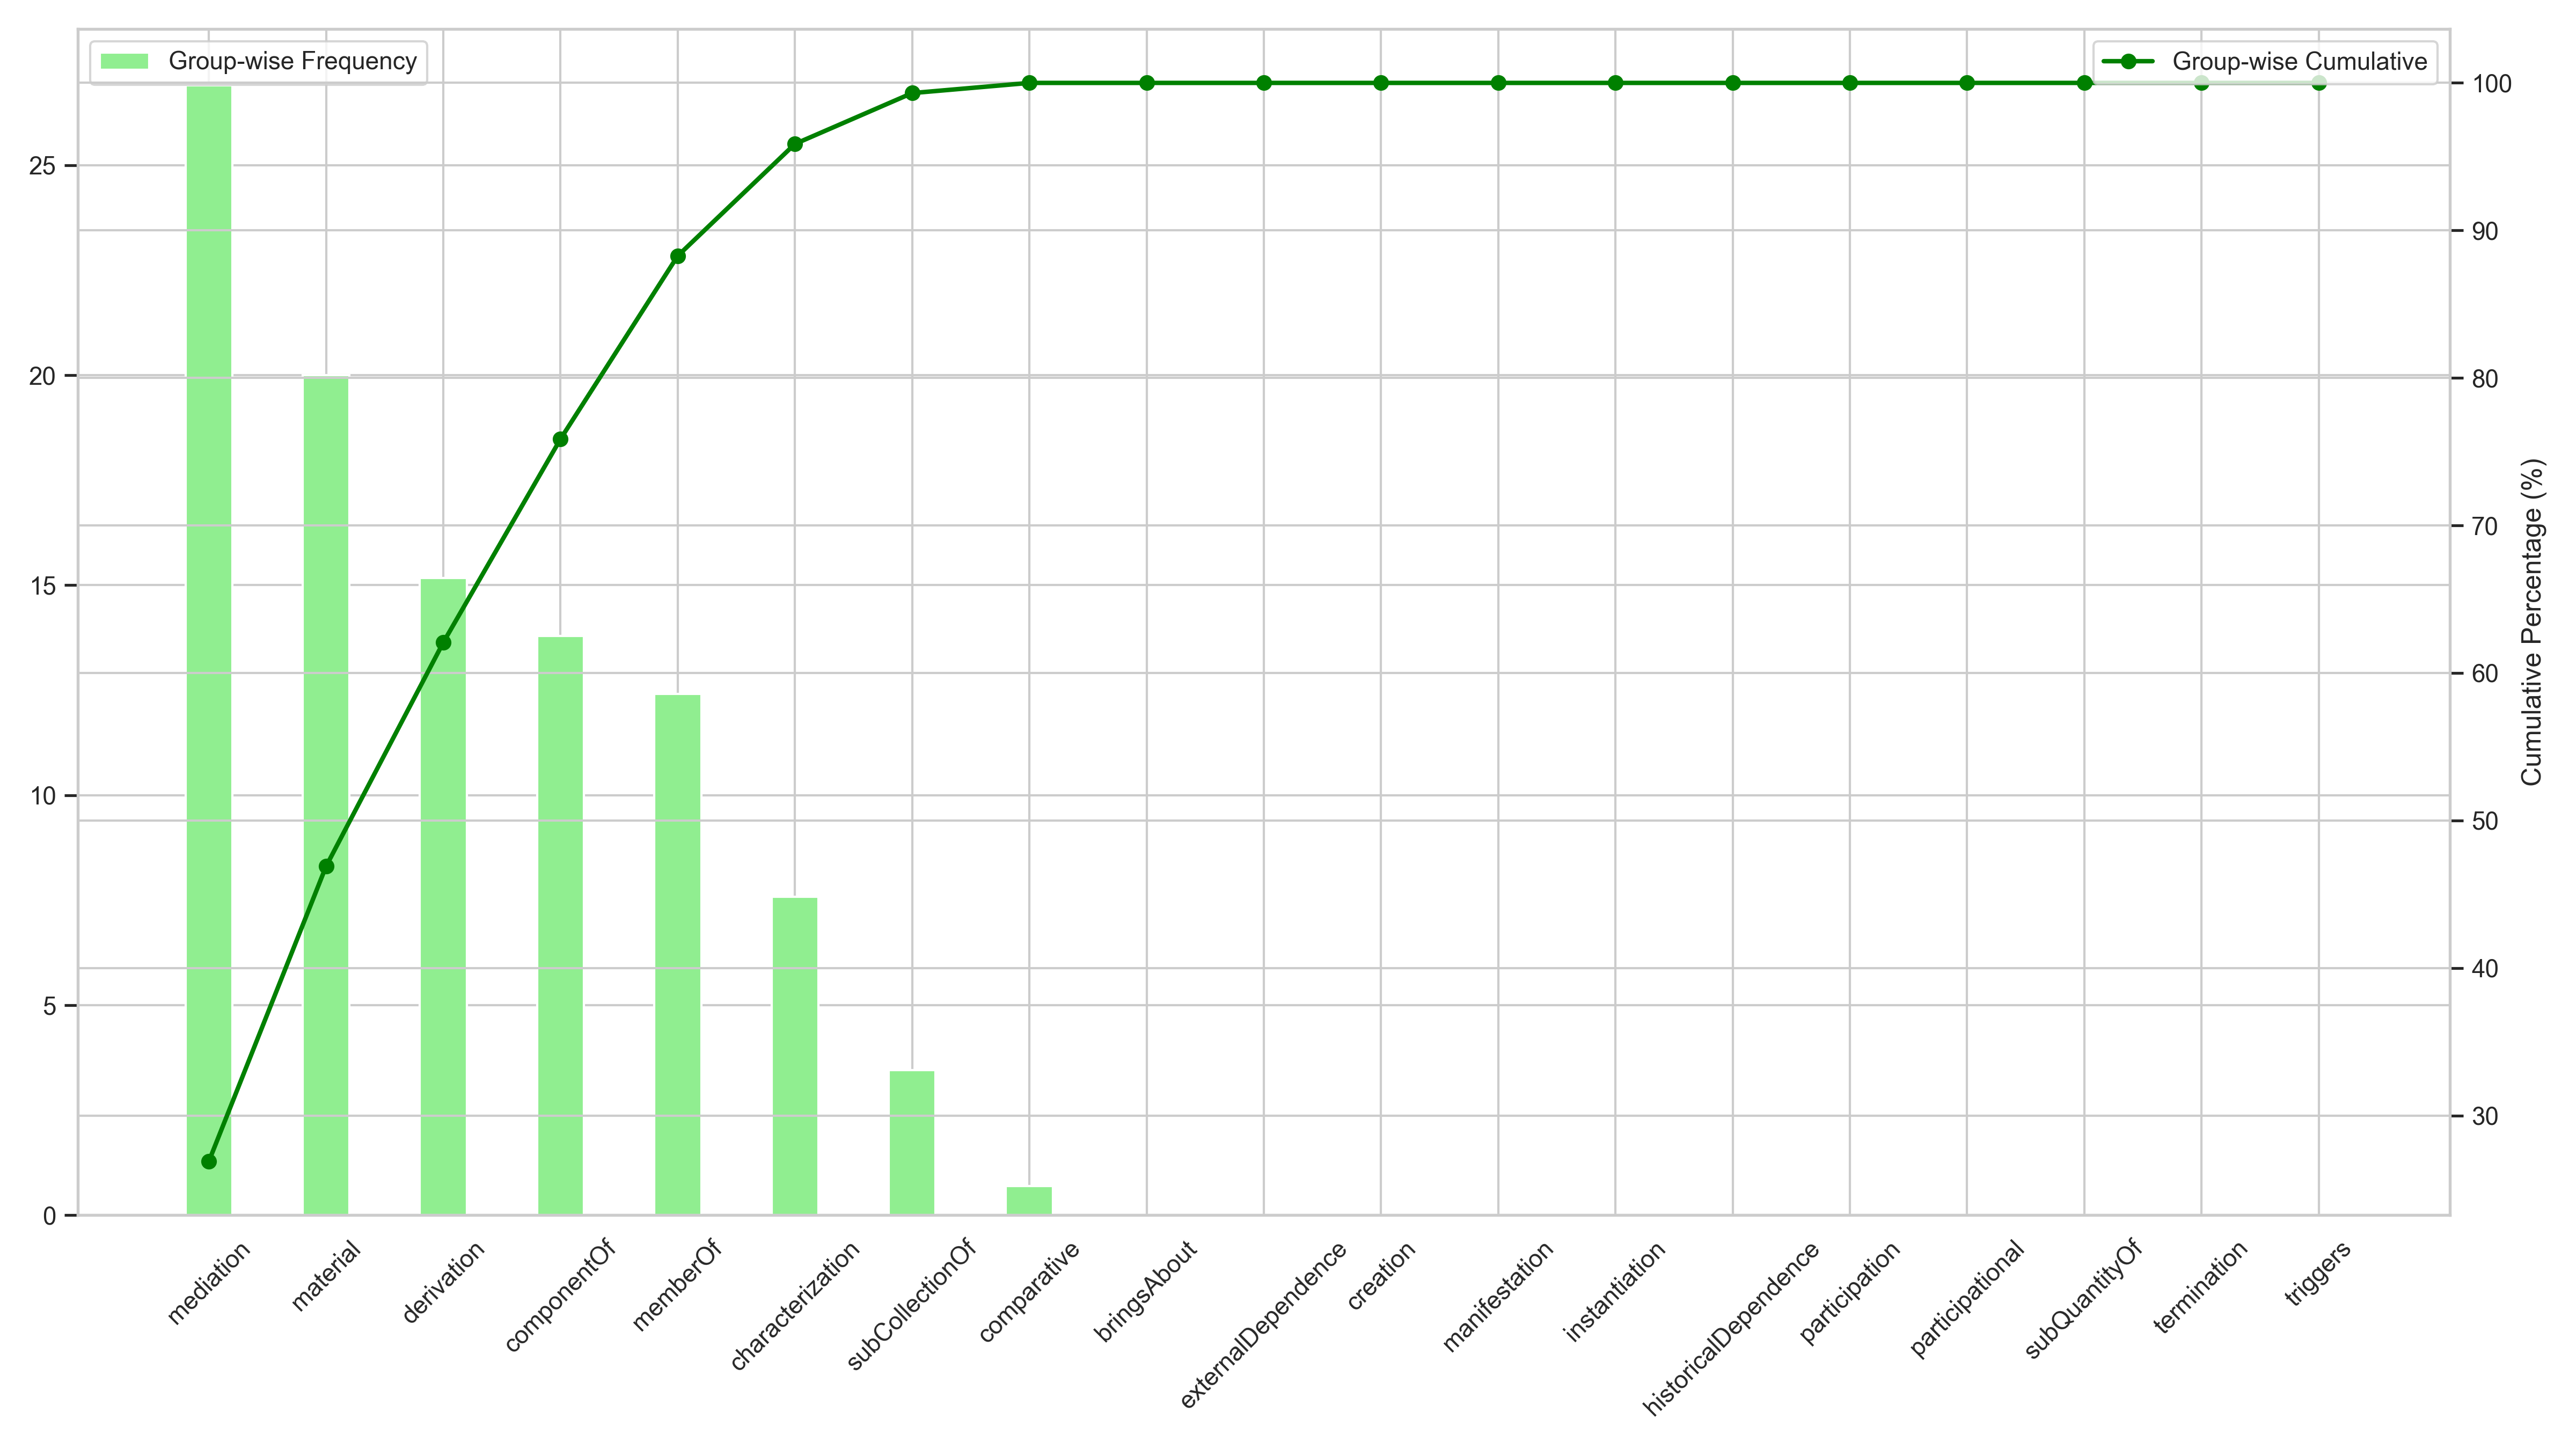 Group-wise Frequency
Group-wise Cumulative
25
20
15
10
5
0
100
90
80
70
60
50
40
30
Cumulative Percentage (%)
mediation
material
derivation
componentOf
memberOf
characterization
subCollectionOf
comparative
bringsAbout
externalDependence
creation
manifestation
instantiation
historicalDependence
participation
participational
subQuantityOf
termination
triggers